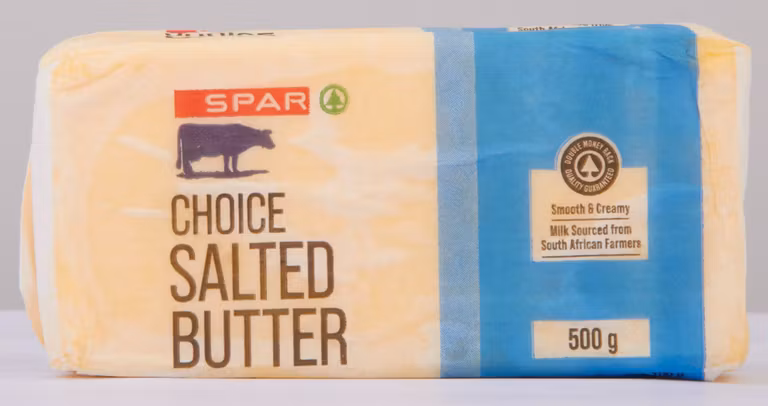 SPAR
CHOICE
SALTED
BUTTER
DOUBLE MONEY BACK
QUALITY GUARANTEED
Smooth & Creamy
Milk Sourced from
South African Farmers
500 g